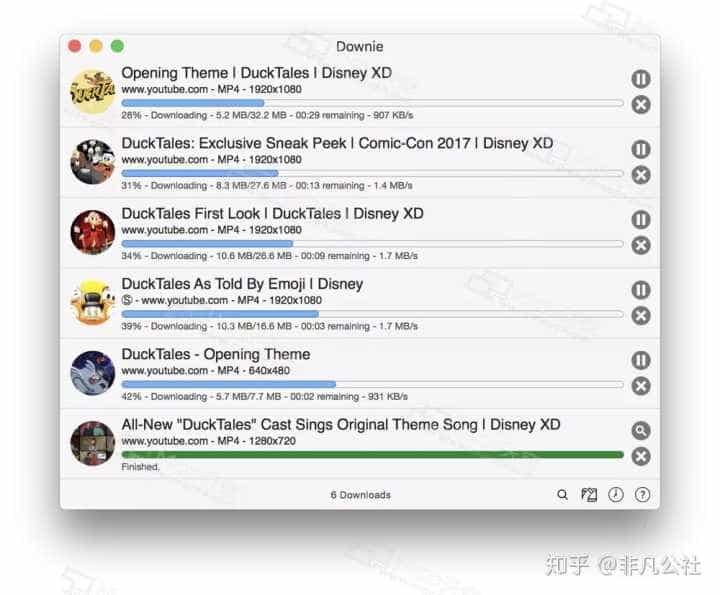 Downie
Opening Theme | DuckTales | Disney XD
www.youtube.com - MP4 - 1920x1080
28% - Downloading - 5.2 MB/32.2 MB - 00:29 remaining - 907 KB/s
DuckTales: Exclusive Sneak Peek | Comic-Con 2017 | Disney XD
www.youtube.com - MP4 - 1920x1080
31% - Downloading - 8.3 MB/27.6 MB - 00:13 remaining - 1.4 MB/s
DuckTales First Look | DuckTales | Disney XD
www.youtube.com - MP4 - 1920x1080
34% - Downloading - 10.6 MB/26.6 MB - 00:09 remaining - 1.7 MB/s
DuckTales As Told By Emoji | Disney
Ⓢ - www.youtube.com - MP4 - 1920x1080
39% - Downloading - 10.3 MB/16.6 MB - 00:03 remaining - 1.7 MB/s
DuckTales - Opening Theme
www.youtube.com - MP4 - 640x480
42% - Downloading - 5.7 MB/7.7 MB - 00:02 remaining - 931 KB/s
All-New "DuckTales" Cast Sings Original Theme Song | Disney XD
www.youtube.com - MP4 - 1280x720
Finished.
6 Downloads
知乎 @非凡公社